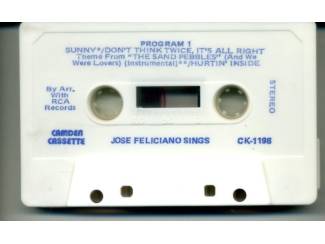 PROGRAM 1
SUNNY*/DON'T THINK TWICE, IT'S ALL RIGHT
Theme From "THE SAND PEBBLES" (And We
Were Lovers) (Instrumental)**/HURTIN' INSIDE
By Arr.
With
RCA
Records
STEREO
CAMDEN
CASSETTE
JOSE FELICIANO SINGS
CK-1196